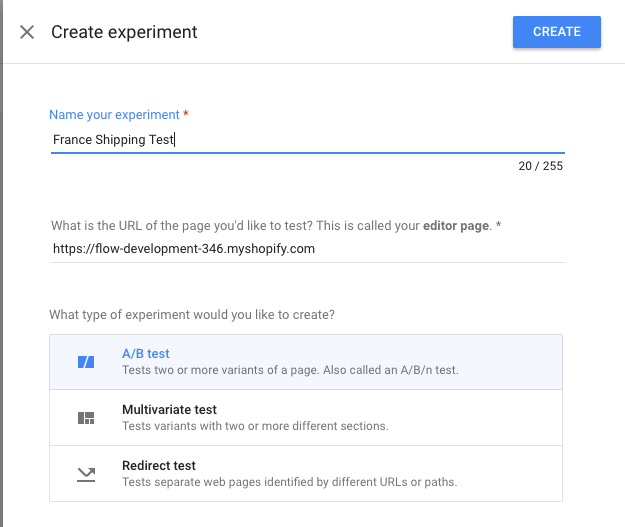 Create experiment
CREATE
Name your experiment *
France Shipping Test
20 / 255
What is the URL of the page you'd like to test? This is called your editor page. *
https://flow-development-346.myshopify.com
What type of experiment would you like to create?
A/B test
Tests two or more variants of a page. Also called an A/B/n test.
Multivariate test
Tests variants with two or more different sections.
Redirect test
Tests separate web pages identified by different URLs or paths.